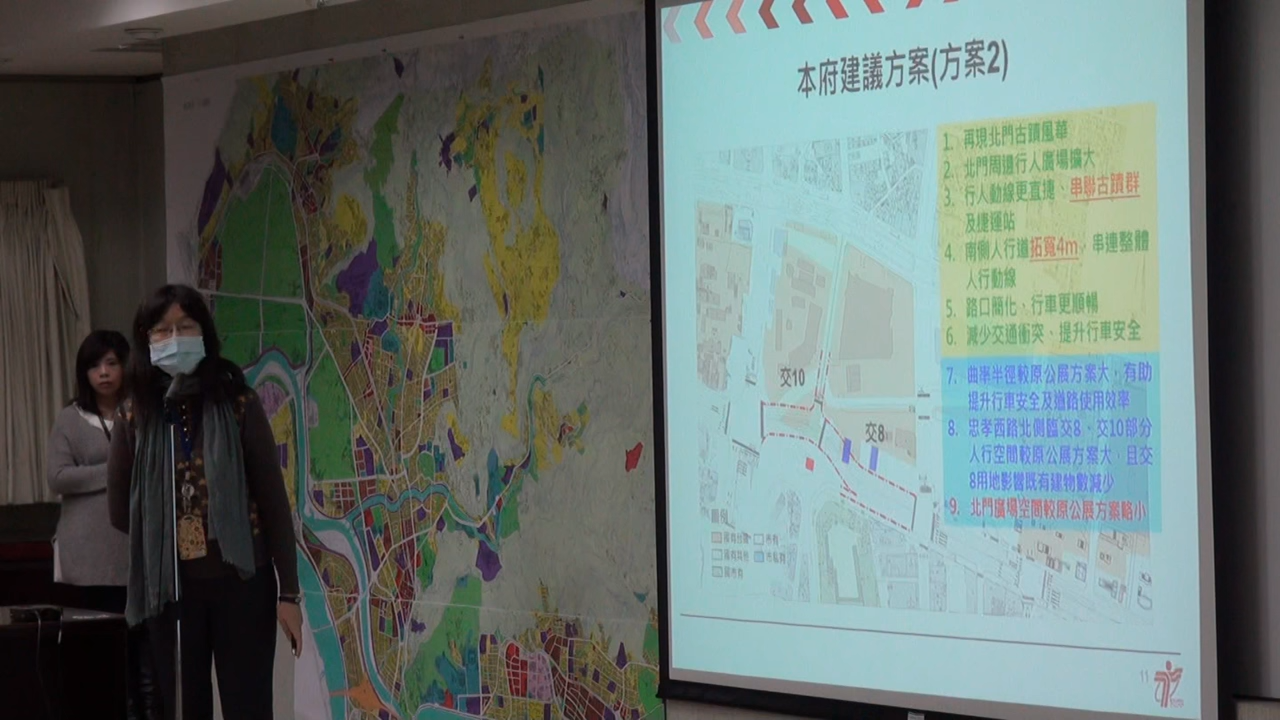 本府建議方案(方案2)
1. 再現北門古蹟風華
2. 北門周邊行人廣場擴大
3. 行人動線更直捷、串聯古蹟群
及捷運站
4. 南側人行道拓寬4m、串連整體
人行動線
5. 路口簡化、行車更順暢
6. 減少交通衝突、提升行車安全
7. 曲率半徑較原公展方案大，有助
提升行車安全及道路使用效率
8. 忠孝西路北側臨交8、交10部分
人行空間較原公展方案大，且交
8用地影響既有建物數減少
9. 北門廣場空間較原公展方案略小
交10
交8
圖例
11